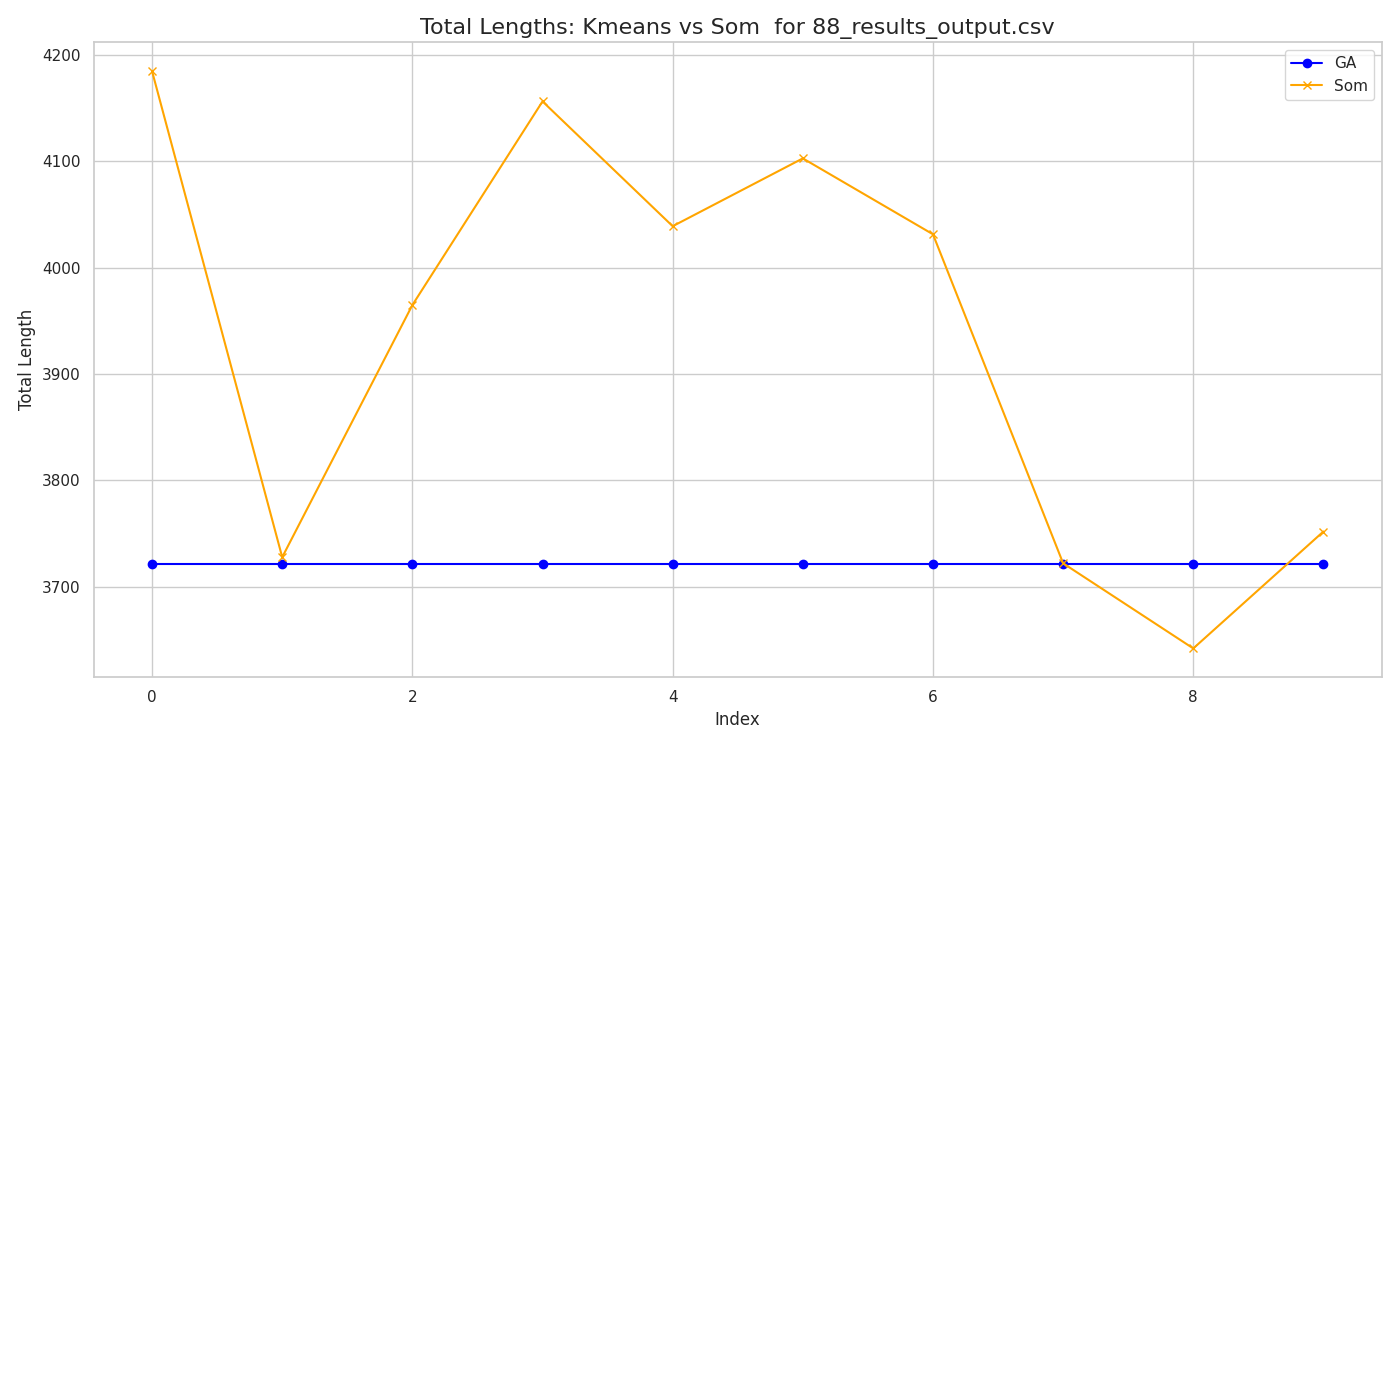 Total Lengths: Kmeans vs Som  for 88_results_output.csv
GA
Som
4200
4100
4000
3900
3800
3700
Total Length
0 2 4 6 8
Index